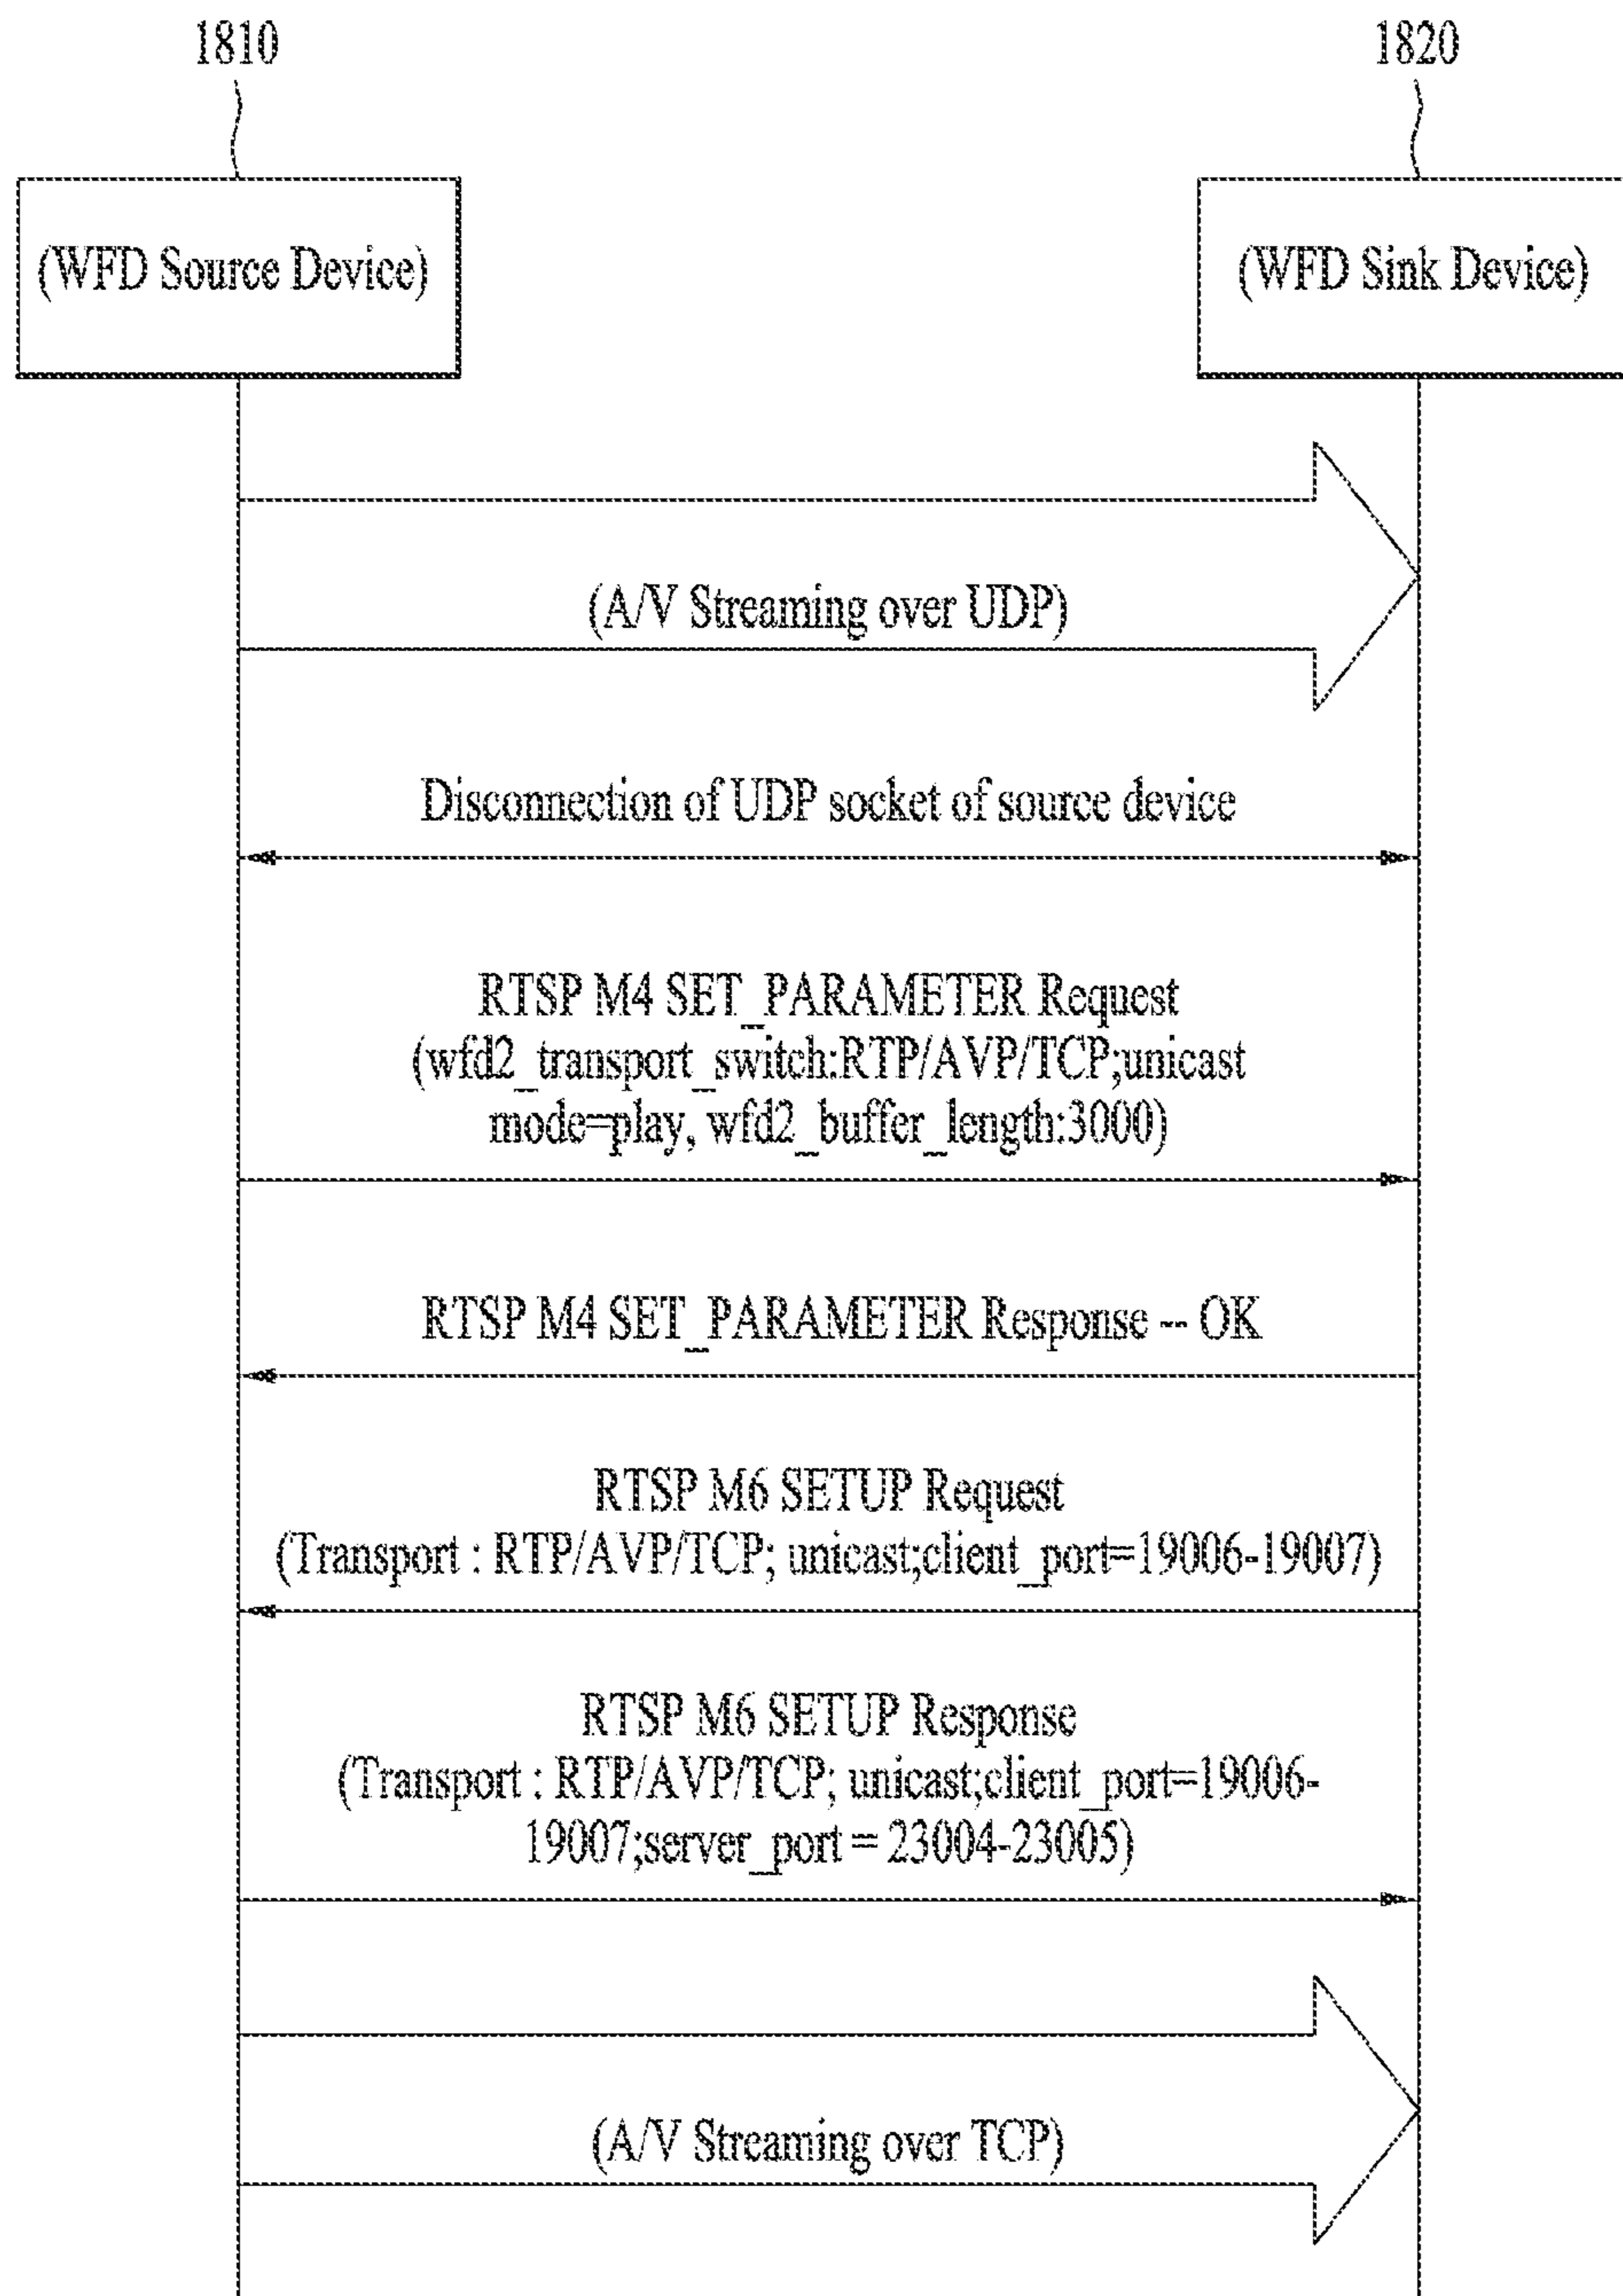 1810
1820
(WFD Source Device)
(WFD Sink Device)
(A/V Streaming over UDP)
Disconnection of UDP socket of source device
RTSP M4 SET_PARAMETER Request
(wfd2_transport_switch:RTP/AVP/TCP;unicast
mode=play, wfd2_buffer_length:3000)
RTSP M4 SET_PARAMETER Response -- OK
RTSP M6 SETUP Request
(Transport : RTP/AVP/TCP; unicast;client_port=19006-19007)
RTSP M6 SETUP Response
(Transport : RTP/AVP/TCP; unicast;client_port=19006-
19007;server_port = 23004-23005)
(A/V Streaming over TCP)